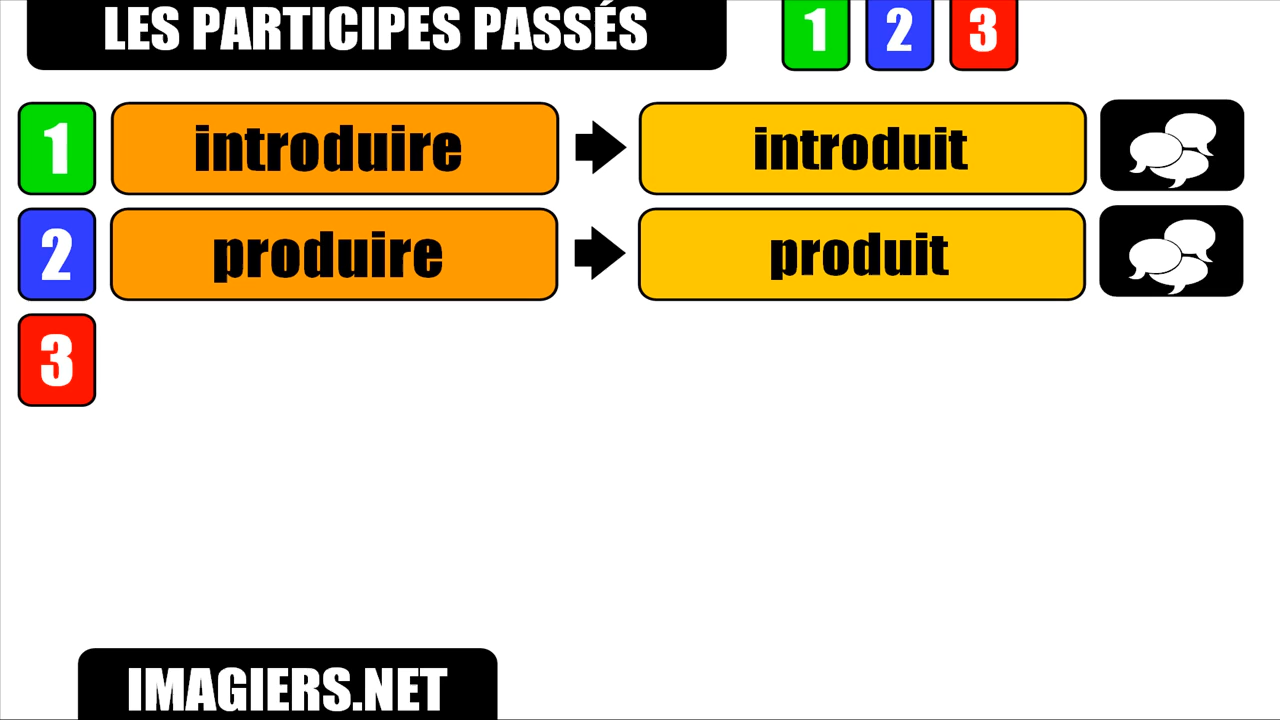 LES PARTICIPES PASSÉS 1 2 3
1 introduire introduit
2 produire produit
3
IMAGIERS.NET